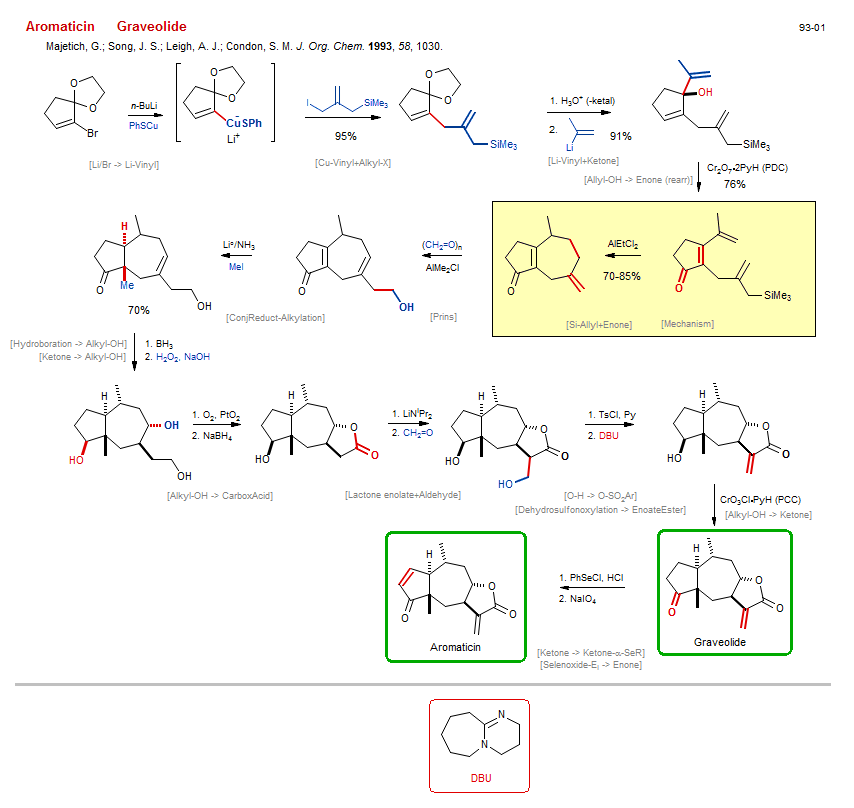 Aromaticin Graveolide
93-01
Majetich, G.; Song, J. S.; Leigh, A. J.; Condon, S. M. J. Org. Chem. 1993, 58, 1030.
O
O
Br
n-BuLi
PhSCu
[Li/Br -> Li-Vinyl]
O
O
CuSPh
Li+
I
SiMe3
95%
[Cu-Vinyl+Alkyl-X]
O
O
SiMe3
1. H3O+ (-ketal)
2.
Li
91%
[Li-Vinyl+Ketone]
OH
SiMe3
[Allyl-OH -> Enone (rearr)]
Cr2O7•2PyH (PDC)
76%
O
SiMe3
[Mechanism]
AlEtCl2
70-85%
[Si-Allyl+Enone]
O
(CH2=O)n
AlMe2Cl
[Prins]
O
OH
Li°/NH3
MeI
[ConjReduct-Alkylation]
H
O
Me
OH
70%
[Hydroboration -> Alkyl-OH]
[Ketone -> Alkyl-OH]
1. BH3
2. H2O2, NaOH
H
OH
HO
OH
1. O2, PtO2
2. NaBH4
[Alkyl-OH -> CarboxAcid]
H
O
O
HO
1. LiNiPr2
2. CH2=O
[Lactone enolate+Aldehyde]
H
O
O
HO
HO
1. TsCl, Py
2. DBU
[O-H -> O-SO2Ar]
[Dehydrosulfonoxylation -> EnoateEster]
H
O
O
HO
CrO3Cl•PyH (PCC)
[Alkyl-OH -> Ketone]
H
O
O
O
Graveolide
1. PhSeCl, HCl
2. NaIO4
[Ketone -> Ketone-α-SeR]
[Selenoxide-Ei -> Enone]
H
O
O
O
Aromaticin
N
N
DBU